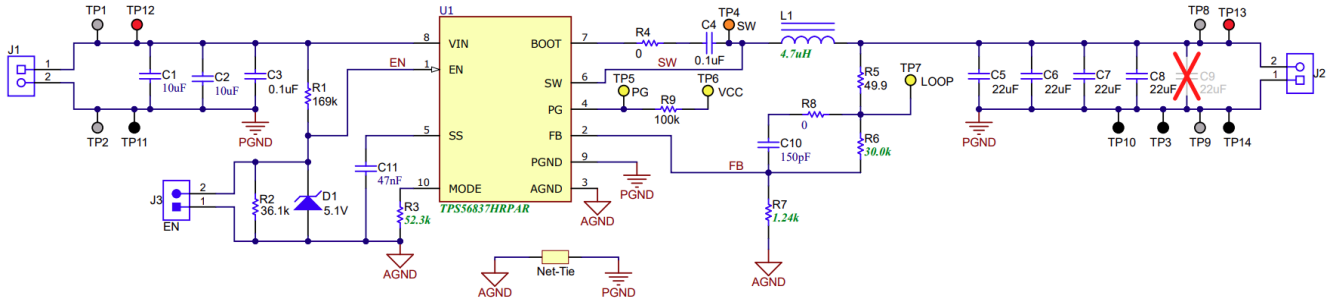 TP1
TP12
U1
TP4
SW
L1
TP8
TP13
J1
1
2
8
VIN
BOOT
7
R4
0
C4
0.1uF
4.7uH
1
EN
EN
SW
6
SW
TP5
PG
TP6
VCC
R5
49.9
TP7
LOOP
C1
10uF
C2
10uF
C3
0.1uF
R1
169k
PG
4
R9
100k
C5
22uF
C6
22uF
C7
22uF
C8
22uF
C9
22uF
2
1
J2
TP2
TP11
PGND
5
SS
FB
2
R8
0
C10
150pF
R6
30.0k
PGND
TP10
TP3
TP9
TP14
C11
47nF
PGND
9
PGND
FB
J3
2
1
EN
R2
36.1k
D1
5.1V
10
MODE
AGND
3
AGND
R3
52.3k
TPS56837HRPAR
R7
1.24k
AGND
AGND
Net-Tie
AGND
PGND